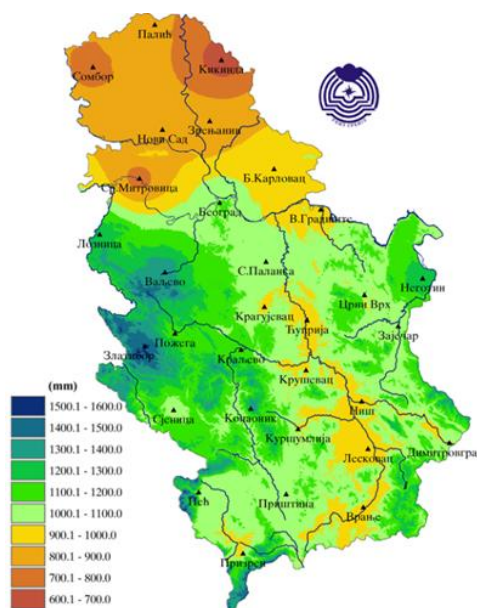 Палић
Сомбор
Кикинда
Нови Сад
Зрењанин
Б.Карловац
Ср.Митровица
Београд
В.Градиште
Лозница
С.Паланка
Ваљево
Црни Врх
Неготин
Крагујевац
Ћуприја
Зајечар
Пожега
Златибор
Краљево
Крушевац
Сјеница
Копаоник
Ниш
Куршумлија
Димитровгра
Лесковац
Пећ
Приштина
Врање
Призрен
(mm)
1500.1 - 1600.0
1400.1 - 1500.0
1300.1 - 1400.0
1200.1 - 1300.0
1100.1 - 1200.0
1000.1 - 1100.0
900.1 - 1000.0
800.1 - 900.0
700.1 - 800.0
600.1 - 700.0